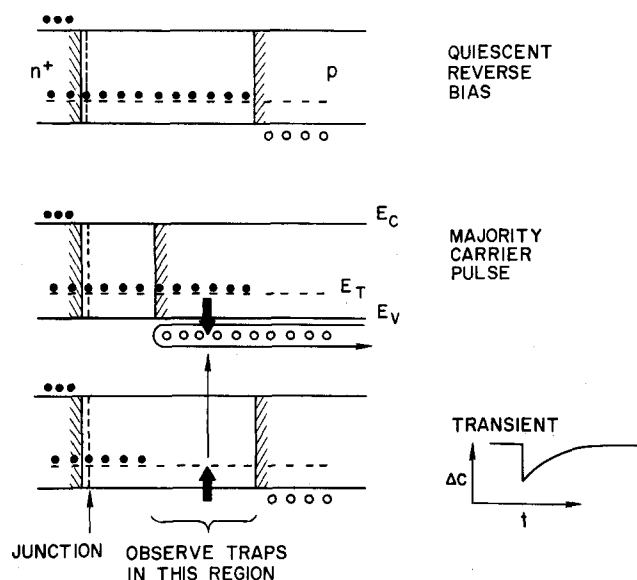 n+
p
QUIESCENT
REVERSE
BIAS
E_C
MAJORITY
CARRIER
PULSE
E_T
E_V
TRANSIENT
ΔC
t
JUNCTION
OBSERVE TRAPS
IN THIS REGION